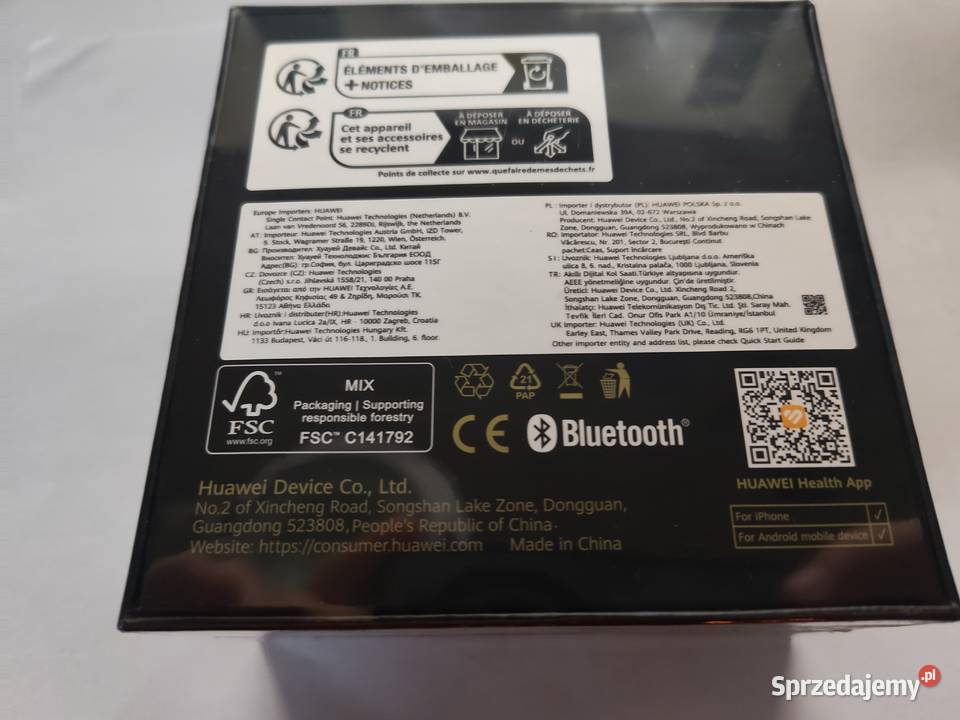 FR
ÉLÉMENTS D'EMBALLAGE
+ NOTICES
FR
Cet appareil
et ses accessoires
se recyclent
À DÉPOSER
EN MAGASIN
OU
À DÉPOSER
EN DÉCHÈTERIE
Points de collecte sur www.quefairedemesdechets.fr
Europe Importers: HUAWEI
Single Contact Point: Huawei Technologies (Netherlands) B.V.
Laan van Vredenoord 56, 2289DJ, Rijswijk, the Netherlands
AT: Importeur: Huawei Technologies Austria GmbH, IZD Tower,
9. Stock, Wagramer Straße 19, 1220, Wien, Österreich.
BG: Производител: Хуауей Девайс Со., Ltd. Китай
Вносител: Хуауей Технолоджис България ЕООД
Адрес(BG): гр.София, бул. Цариградско шосе 115Г
CZ: Dovozce (CZ): Huawei Technologies
(Czech) s.r.o. Jihlavská 1558/21, 140 00 Praha
GR: Εισάγεται από την HUAWEI Τεχνολογίες Α.Ε.
Λεωφόρος Κηφισίας 49 & Ζηρίδη, Μαρούσι ΤΚ.
15123 Αθήνα Ελλάδα
HR: Uvoznik i distributer(HR):Huawei Technologies
d.o.o Ivana Lucica 2a/IX, HR - 10000 Zagreb, Croatia
HU: Importőr:Huawei Technologies Hungary Kft.
1133 Budapest, Váci út 116-118., 1. Building, 6. floor.
PL : Importer i dystrybutor (PL): HUAWEI POLSKA Sp. z o.o.
Ul. Domaniewska 39A, 02-672 Warszawa
Producent: Huawei Device Co., Ltd., No.2 of Xincheng Road, Songshan Lake
Zone, Dongguan, Guangdong 523808, Wyprodukowano w Chinach
RO: Importator: Huawei Technologies SRL, Blvd Barbu
Văcărescu, Nr. 201, Sector 2, București Conținut
pachet:Ceas, Suport încărcare
SI : Uvoznik: Huawei Technologies Ljubljana d.o.o. Ameriška
ulica 8, 6. nad., Kristalna palača, 1000 Ljubljana, Slovenia
TR: Akıllı Dijital Kol Saati.Türkiye altyapısına uygundur.
AEEE yönetmeliğine uygundur. Çin'de üretilmiştir.
Üretici: Huawei Device Co., Ltd. Xincheng Road 2,
Songshan Lake Zone, Dongguan, Guangdong 523808,China
İthalatçı: Huawei Telekomünikasyon Dış Tic. Ltd. Şti. Saray Mah.
Tevfik İleri Cad. Onur Ofis Park A1/10 Ümraniye/İstanbul
UK Importer: Huawei Technologies (UK) Co., Ltd.
Earley East, Thames Valley Park Drive, Reading, RG6 1PT, United Kingdom
Other importer entity and address list, please check Quick Start Guide
FSC
www.fsc.org
MIX
Packaging | Supporting
responsible forestry
FSC™ C141792
21
PAP
CE
Bluetooth®
HUAWEI Health App
For iPhone √
For Android mobile device √
Huawei Device Co., Ltd.
No.2 of Xincheng Road, Songshan Lake Zone, Dongguan,
Guangdong 523808, People's Republic of China
Website: https://consumer.huawei.com Made in China
Sprzedajemy.pl